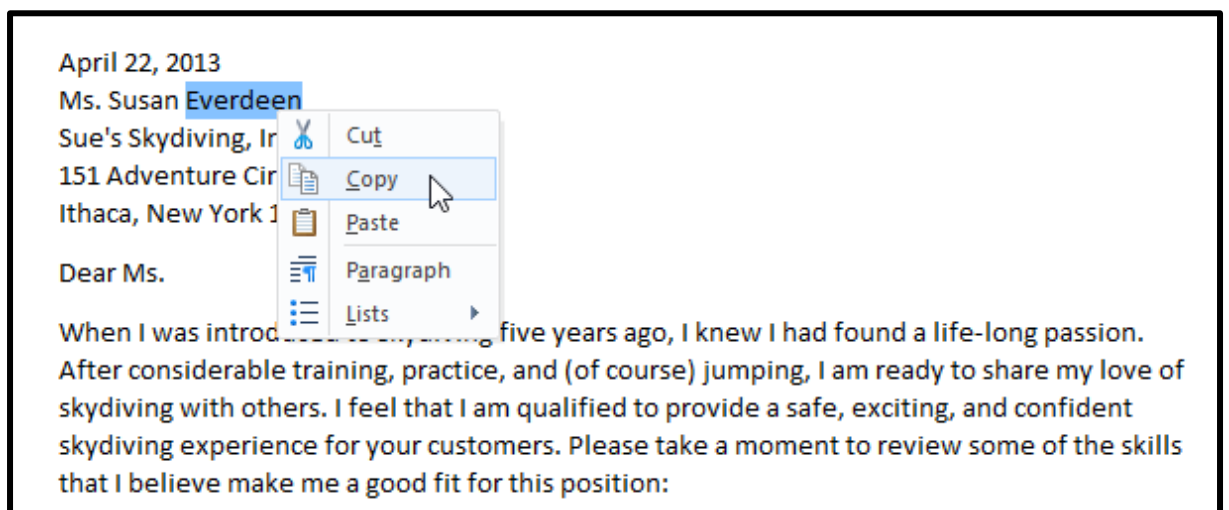 April 22, 2013
Ms. Susan Everdeen
Sue's Skydiving,
Cut
151 Adventure
Copy
Ithaca, New York
Paste
Dear Ms.
Paragraph
Lists
When I was five years ago, I knew I had found a life-long passion.
After considerable training, practice, and (of course) jumping, I am ready to share my love of
skydiving with others. I feel that I am qualified to provide a safe, exciting, and confident
skydiving experience for your customers. Please take a moment to review some of the skills
that I believe make me a good fit for this position: